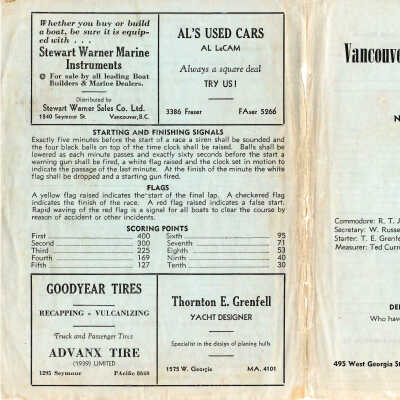 Whether you buy or build
a boat, be sure it is equip-
ed with . . .
Stewart Warner Marine
Instruments
For sale by all leading Boat
Builders & Marine Dealers.
Distributed by
Stewart Warner Sales Co. Ltd.
1840 Seymour St. Vancouver, B.C.
AL'S USED CARS
AL LeCAM
Always a square deal
TRY US!
3386 Fraser FAser 5266
STARTING AND FINISHING SIGNALS
Exactly five minutes before the start of a race a siren shall be sounded and
the four black balls on top of the time clock shall be raised. Balls shall be
lowered as each minute passes and exactly sixty seconds before the start a
warning gun shall be fired, a white flag raised and the clock set in motion to
indicate the passage of the last minute. At the finish of the minute the white
flag shall be dropped and a starting gun fired.
FLAGS
A yellow flag raised indicates the start of the final lap. A checkered flag
indicates the finish of the race. A red flag raised indicates a false start.
Rapid waving of the red flag is a signal for all boats to clear the course by
reason of accident or other incidents.
SCORING POINTS
First 400 Sixth 95
Second 300 Seventh 71
Third 225 Eighth 53
Fourth 169 Ninth 40
Fifth 127 Tenth 30
GOODYEAR TIRES
RECAPPING - VULCANIZING
Truck and Passenger Tires
ADVANX TIRE
(1939) LIMITED
1295 Seymour PAcific 8648
Thornton E. Grenfell
YACHT DESIGNER
Specialist in the design of planing hulls
1575 W. Georgia MA. 4101
Vancouve
N
Commodore: R. T. J
Secretary: W. Russe
Starter: T. E. Grenfe
Measurer: Ted Curr
DE
Who hav
495 West Georgia S